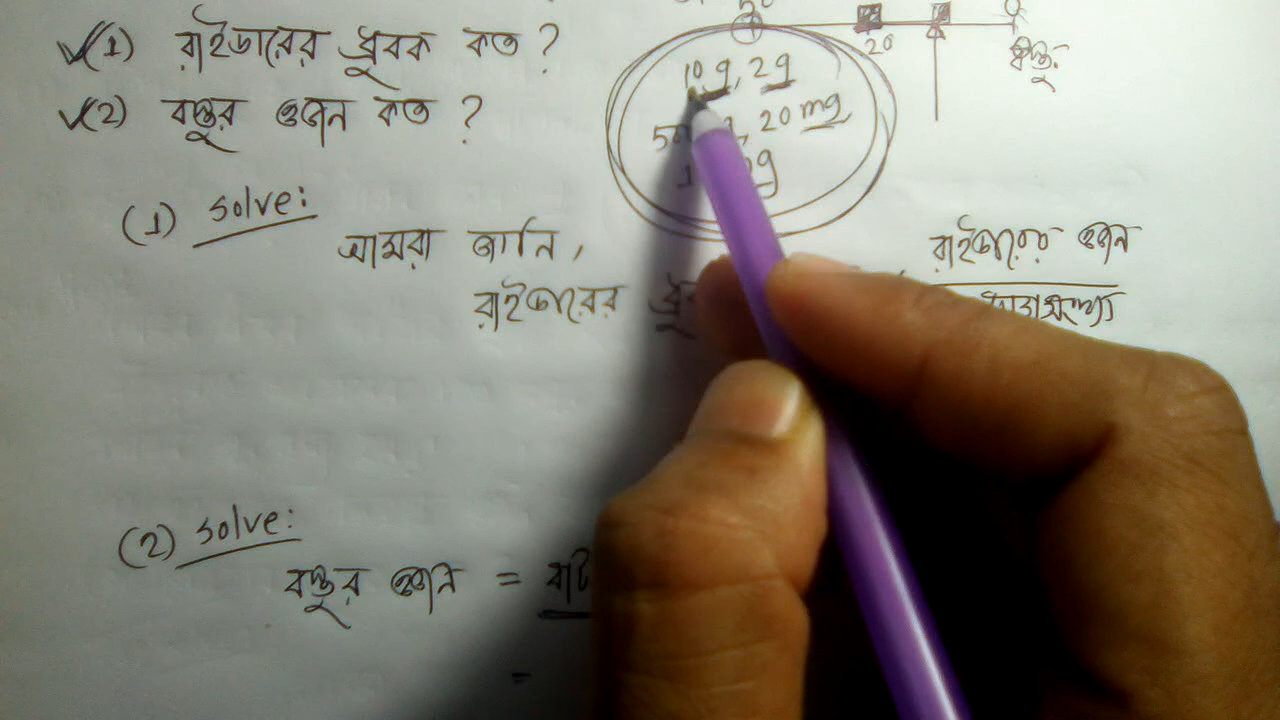 (1) রাইডারের ধ্রুবক কত ?
(2) বস্তুর ওজন কত ?
20
বস্তু:
10 g, 2 g
20 mg,
(1) solve:
আমরা জানি,
রাইডারের
রাইডারের ওজন
(2) solve:
বস্তুর ওজন =
=